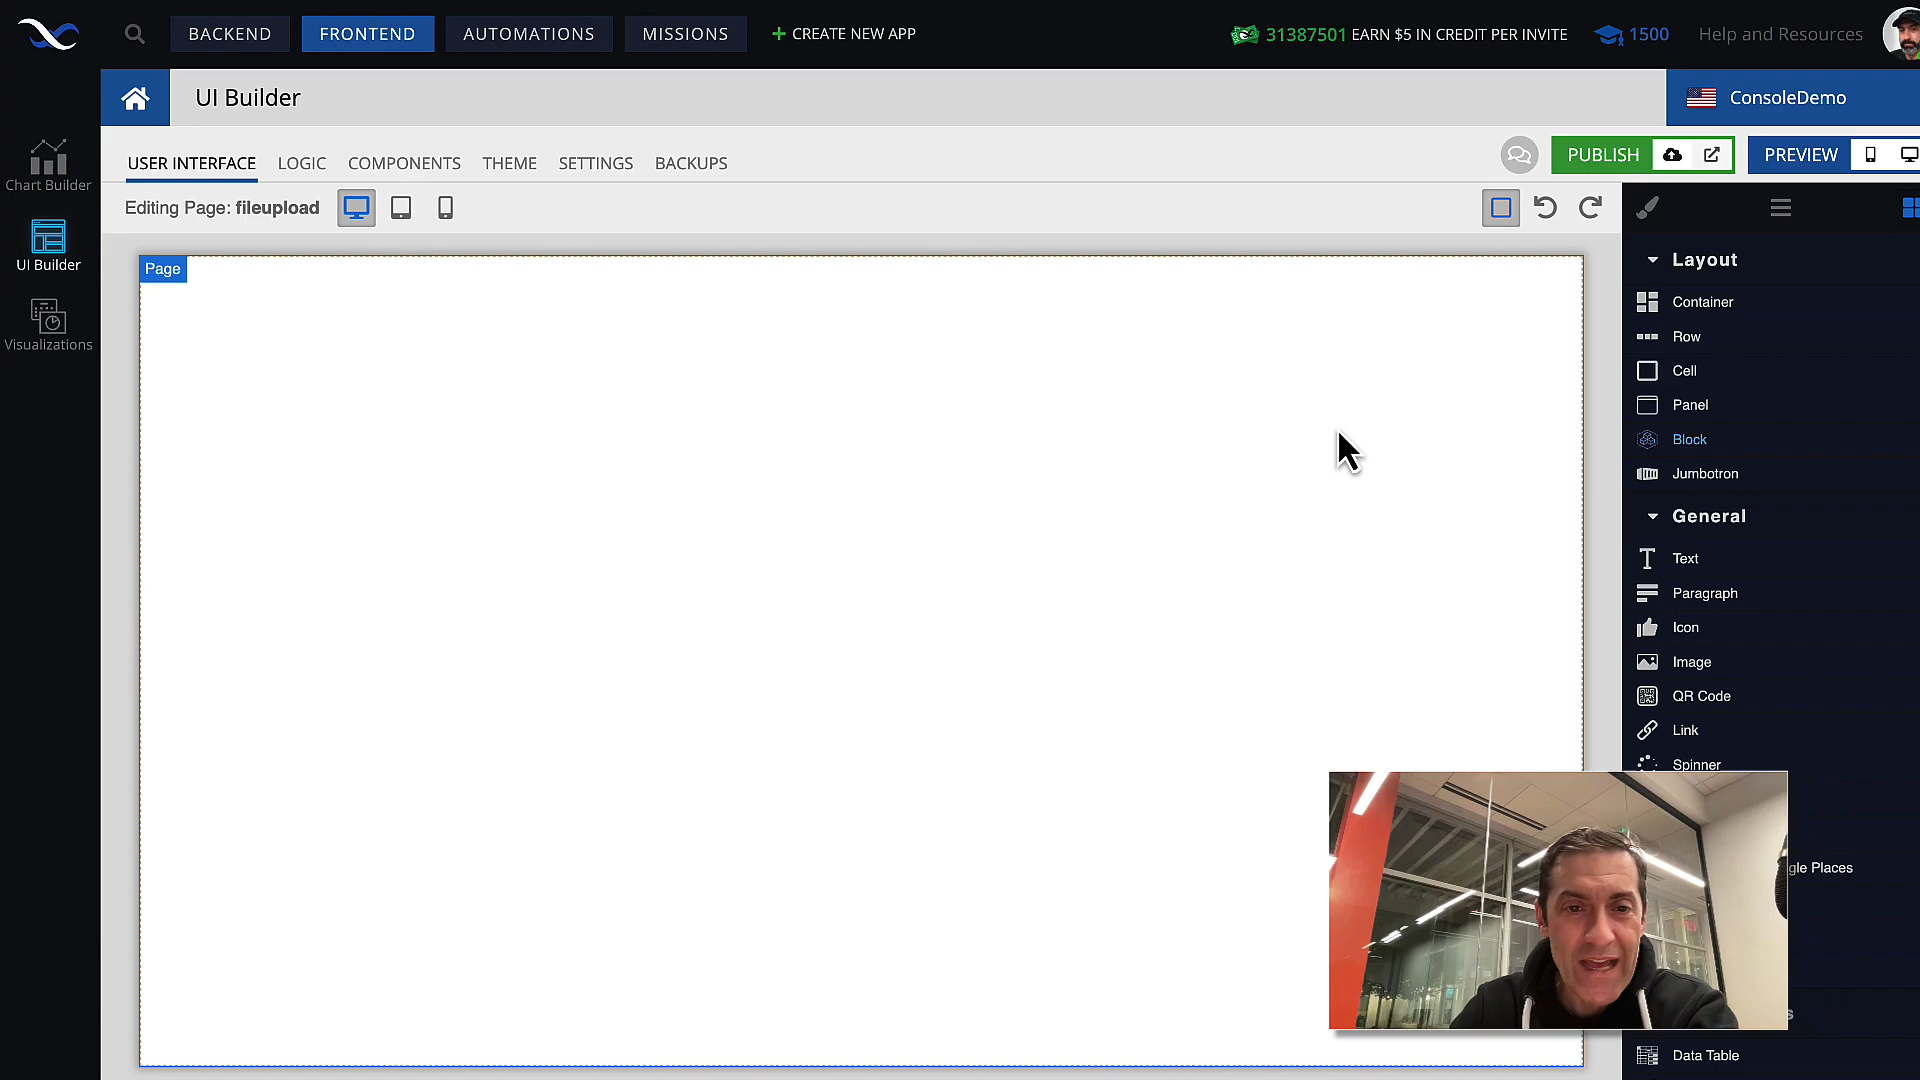 BACKEND
FRONTEND
AUTOMATIONS
MISSIONS
+ CREATE NEW APP
31387501 EARN $5 IN CREDIT PER INVITE
1500
Help and Resources
UI Builder
ConsoleDemo
USER INTERFACE
LOGIC
COMPONENTS
THEME
SETTINGS
BACKUPS
PUBLISH
PREVIEW
Editing Page: fileupload
Chart Builder
UI Builder
Visualizations
Page
Layout
Container
Row
Cell
Panel
Block
Jumbotron
General
Text
Paragraph
Icon
Image
QR Code
Link
Spinner
gle Places
s
Data Table